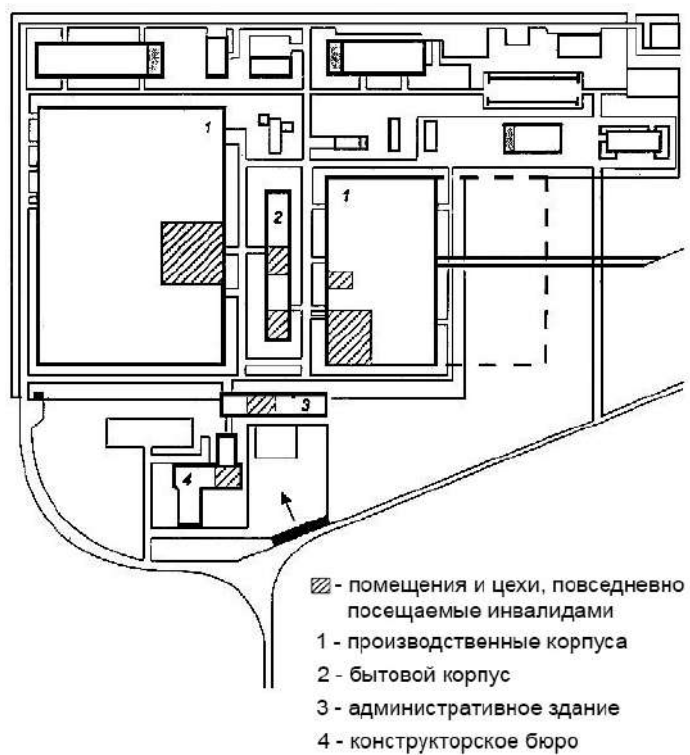 1
2
1
3
4
- помещения и цехи, повседневно
посещаемые инвалидами
1 - производственные корпуса
2 - бытовой корпус
3 - административное здание
4 - конструкторское бюро